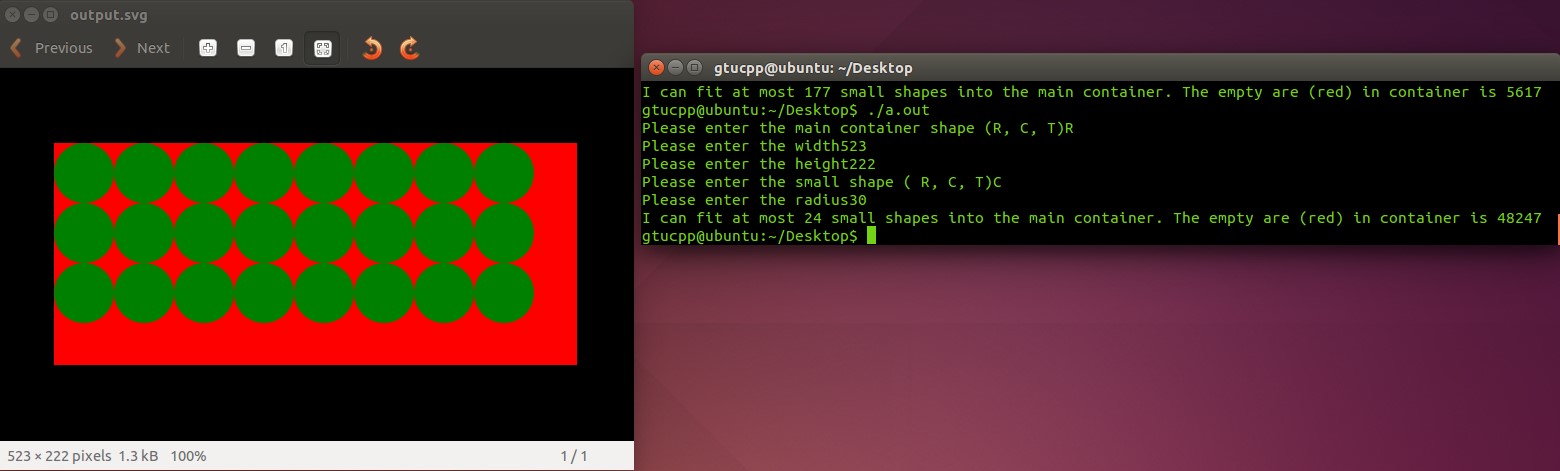 output.svg
Previous Next
523 × 222 pixels 1.3 kB 100% 1 / 1
gtucpp@ubuntu: ~/Desktop
I can fit at most 177 small shapes into the main container. The empty are (red) in container is 5617
gtucpp@ubuntu:~/Desktop$ ./a.out
Please enter the main container shape (R, C, T)R
Please enter the width523
Please enter the height222
Please enter the small shape ( R, C, T)C
Please enter the radius30
I can fit at most 24 small shapes into the main container. The empty are (red) in container is 48247
gtucpp@ubuntu:~/Desktop$